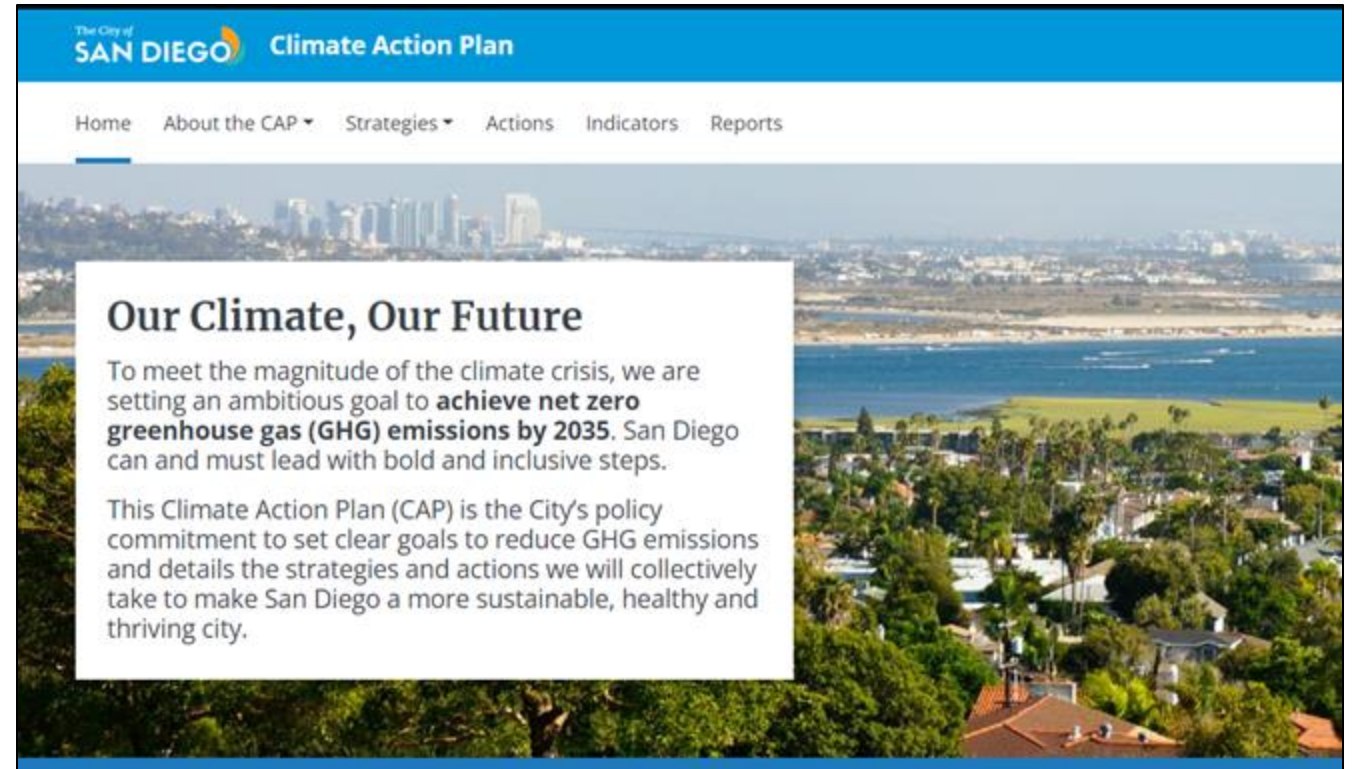 The City of
SAN DIEGO
Climate Action Plan
Home About the CAP Strategies Actions Indicators Reports
Our Climate, Our Future
To meet the magnitude of the climate crisis, we are
setting an ambitious goal to achieve net zero
greenhouse gas (GHG) emissions by 2035. San Diego
can and must lead with bold and inclusive steps.
This Climate Action Plan (CAP) is the City's policy
commitment to set clear goals to reduce GHG emissions
and details the strategies and actions we will collectively
take to make San Diego a more sustainable, healthy and
thriving city.